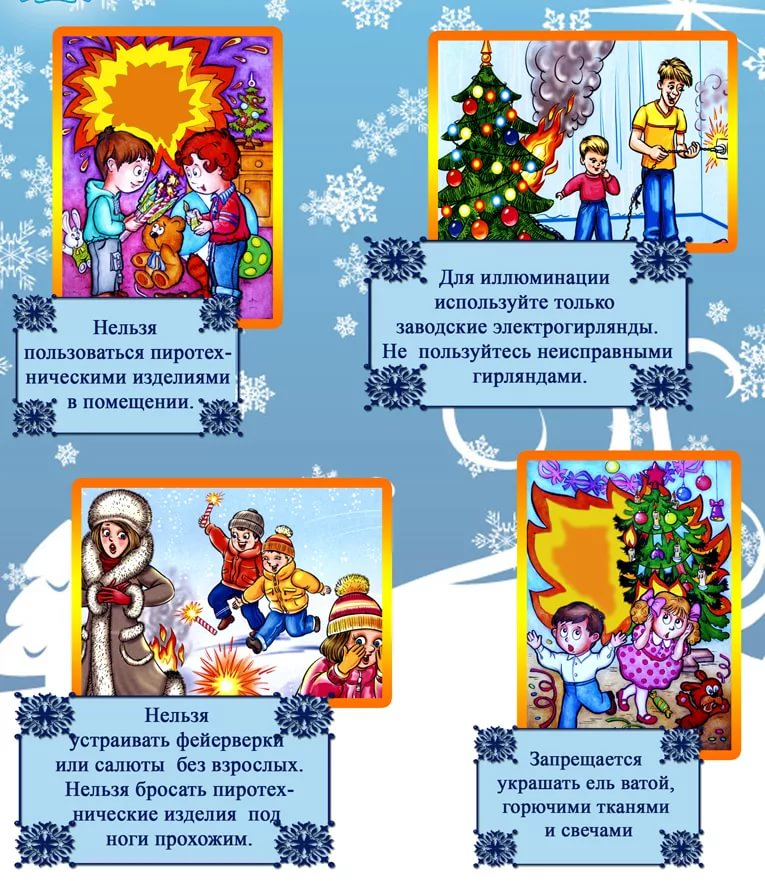 Нельзя
пользоваться пиротех-
ническими изделиями
в помещении.
Для иллюминации
используйте только
заводские электрогирлянды.
Не пользуйтесь неисправными
гирляндами.
Нельзя
устраивать фейерверки
или салюты без взрослых.
Нельзя бросать пиротех-
нические изделия под
ноги прохожим.
Запрещается
украшать ель ватой,
горючими тканями
и свечами